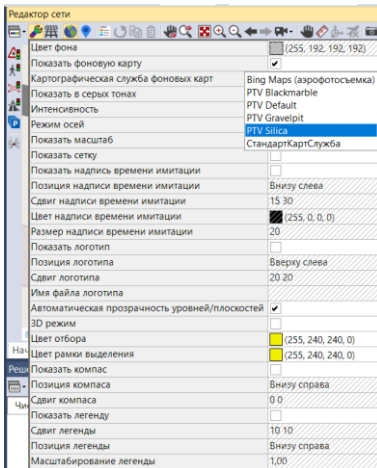 Редактор сети
Цвет фона (255, 192, 192, 192)
Показать фоновую карту
Картографическая служба фоновых карт
Bing Maps (аэрофотосъемка)
Показать в серых тонах
PTV Blackmarble
PTV Default
Интенсивность
PTV Gravelpit
Режим осей
PTV Silica
Показать масштаб
СтандартКартСлужба
Показать сетку
Показать надпись времени имитации
Позиция надписи времени имитации Внизу слева
Сдвиг надписи времени имитации 15 30
Цвет надписи времени имитации (255, 0, 0, 0)
Размер надписи времени имитации 20
Показать логотип
Позиция логотипа Вверху слева
Сдвиг логотипа 20 20
Имя файла логотипа
Автоматическая прозрачность уровней/плоскостей
3D режим
Цвет отбора (255, 240, 240, 0)
Нач
Цвет рамки выделения (255, 240, 240, 0)
Реш
Показать компас
Позиция компаса Внизу справа
Сдвиг компаса 0 0
Чи
Показать легенду
Сдвиг легенды 10 10
Позиция легенды Внизу справа
Масштабирование легенды 1,00